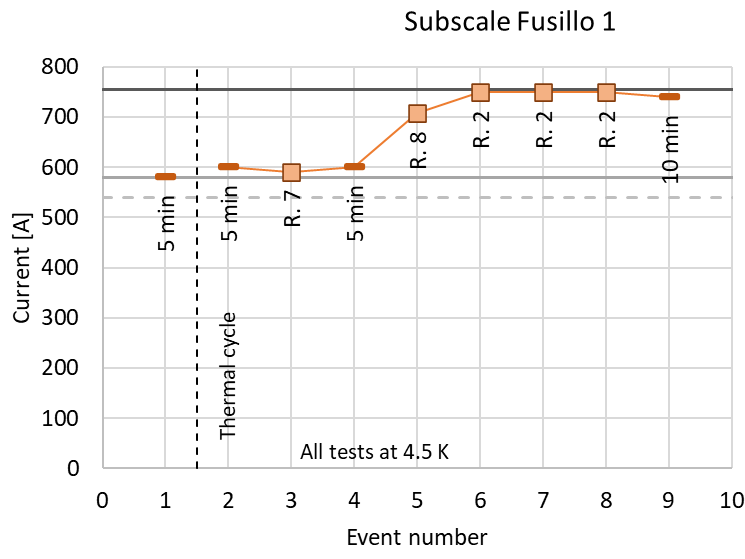 Subscale Fusillo 1
800
700
600
500
400
300
200
100
0
Current [A]
5 min
5 min
R. 7
5 min
R. 8
R. 2
R. 2
R. 2
10 min
Thermal cycle
All tests at 4.5 K
0 1 2 3 4 5 6 7 8 9 10
Event number